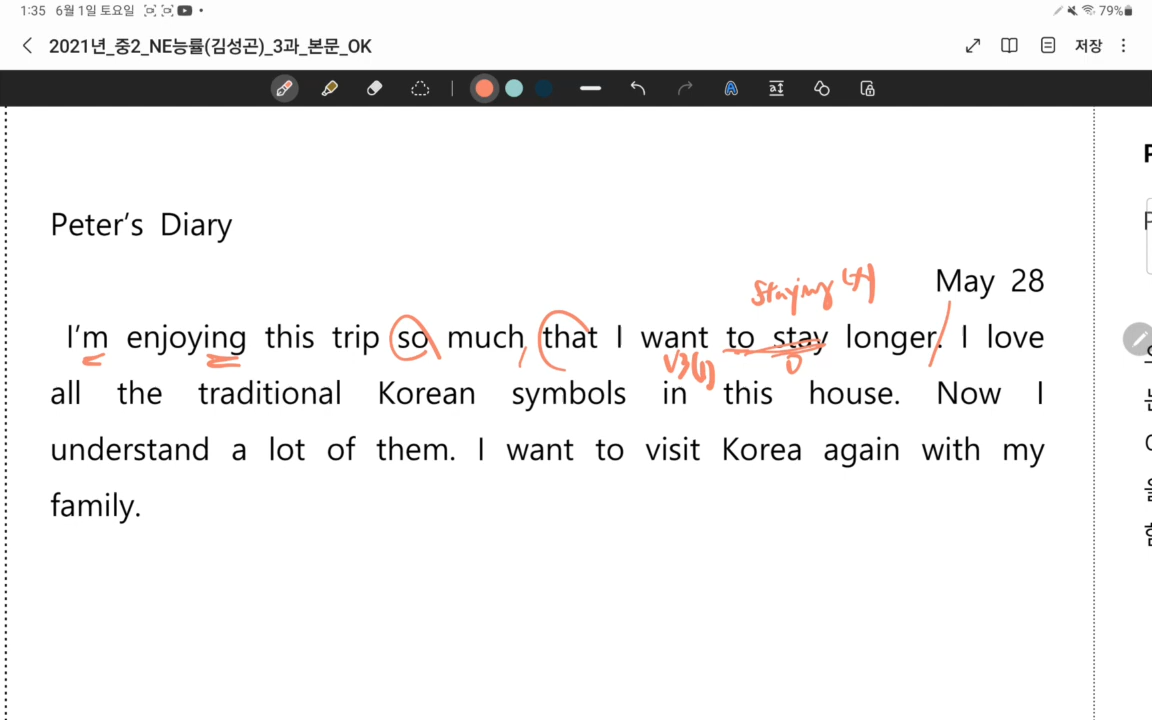 1:35 6월 1일 토요일 79%
2021년_중2_NE능률(김성곤)_3과_본문_OK
저장
Peter's Diary
staying (x)
May 28
I'm enjoying this trip so much that I want to stay longer. I love
V3(1) O
all the traditional Korean symbols in this house. Now I
understand a lot of them. I want to visit Korea again with my
family.